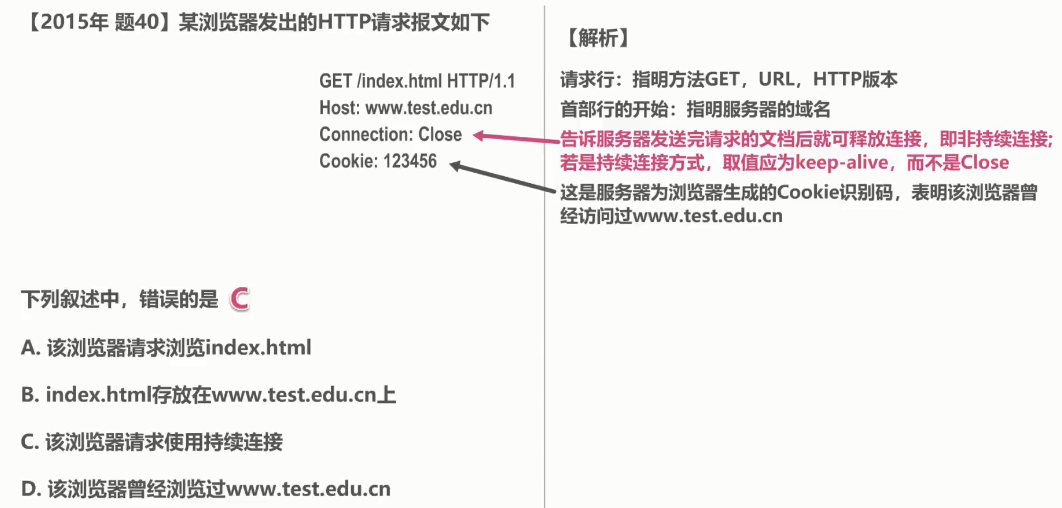 【2015年 题40】某浏览器发出的HTTP请求报文如下
GET /index.html HTTP/1.1
Host: www.test.edu.cn
Connection: Close
Cookie: 123456
下列叙述中，错误的是 C
A. 该浏览器请求浏览index.html
B. index.html存放在www.test.edu.cn上
C. 该浏览器请求使用持续连接
D. 该浏览器曾经浏览过www.test.edu.cn
【解析】
请求行：指明方法GET，URL，HTTP版本
首部行的开始：指明服务器的域名
告诉服务器发送完请求的文档后就可释放连接，即非持续连接;
若是持续连接方式，取值应为keep-alive，而不是Close
这是服务器为浏览器生成的Cookie识别码，表明该浏览器曾
经访问过www.test.edu.cn